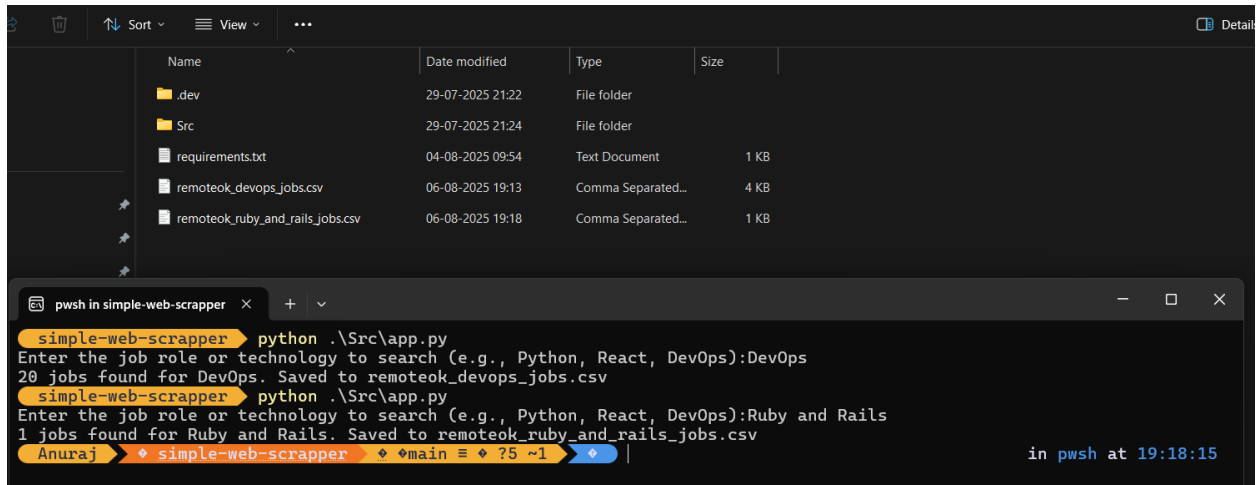 Sort View ••• Details
Name Date modified Type Size
.dev 29-07-2025 21:22 File folder
Src 29-07-2025 21:24 File folder
requirements.txt 04-08-2025 09:54 Text Document 1 KB
remoteok_devops_jobs.csv 06-08-2025 19:13 Comma Separated... 4 KB
remoteok_ruby_and_rails_jobs.csv 06-08-2025 19:18 Comma Separated... 1 KB
pwsh in simple-web-scrapper
simple-web-scrapper python .\Src\app.py
Enter the job role or technology to search (e.g., Python, React, DevOps):DevOps
20 jobs found for DevOps. Saved to remoteok_devops_jobs.csv
simple-web-scrapper python .\Src\app.py
Enter the job role or technology to search (e.g., Python, React, DevOps):Ruby and Rails
1 jobs found for Ruby and Rails. Saved to remoteok_ruby_and_rails_jobs.csv
Anuraj � simple-web-scrapper � �main ≡ � ?5 ~1 � in pwsh at 19:18:15